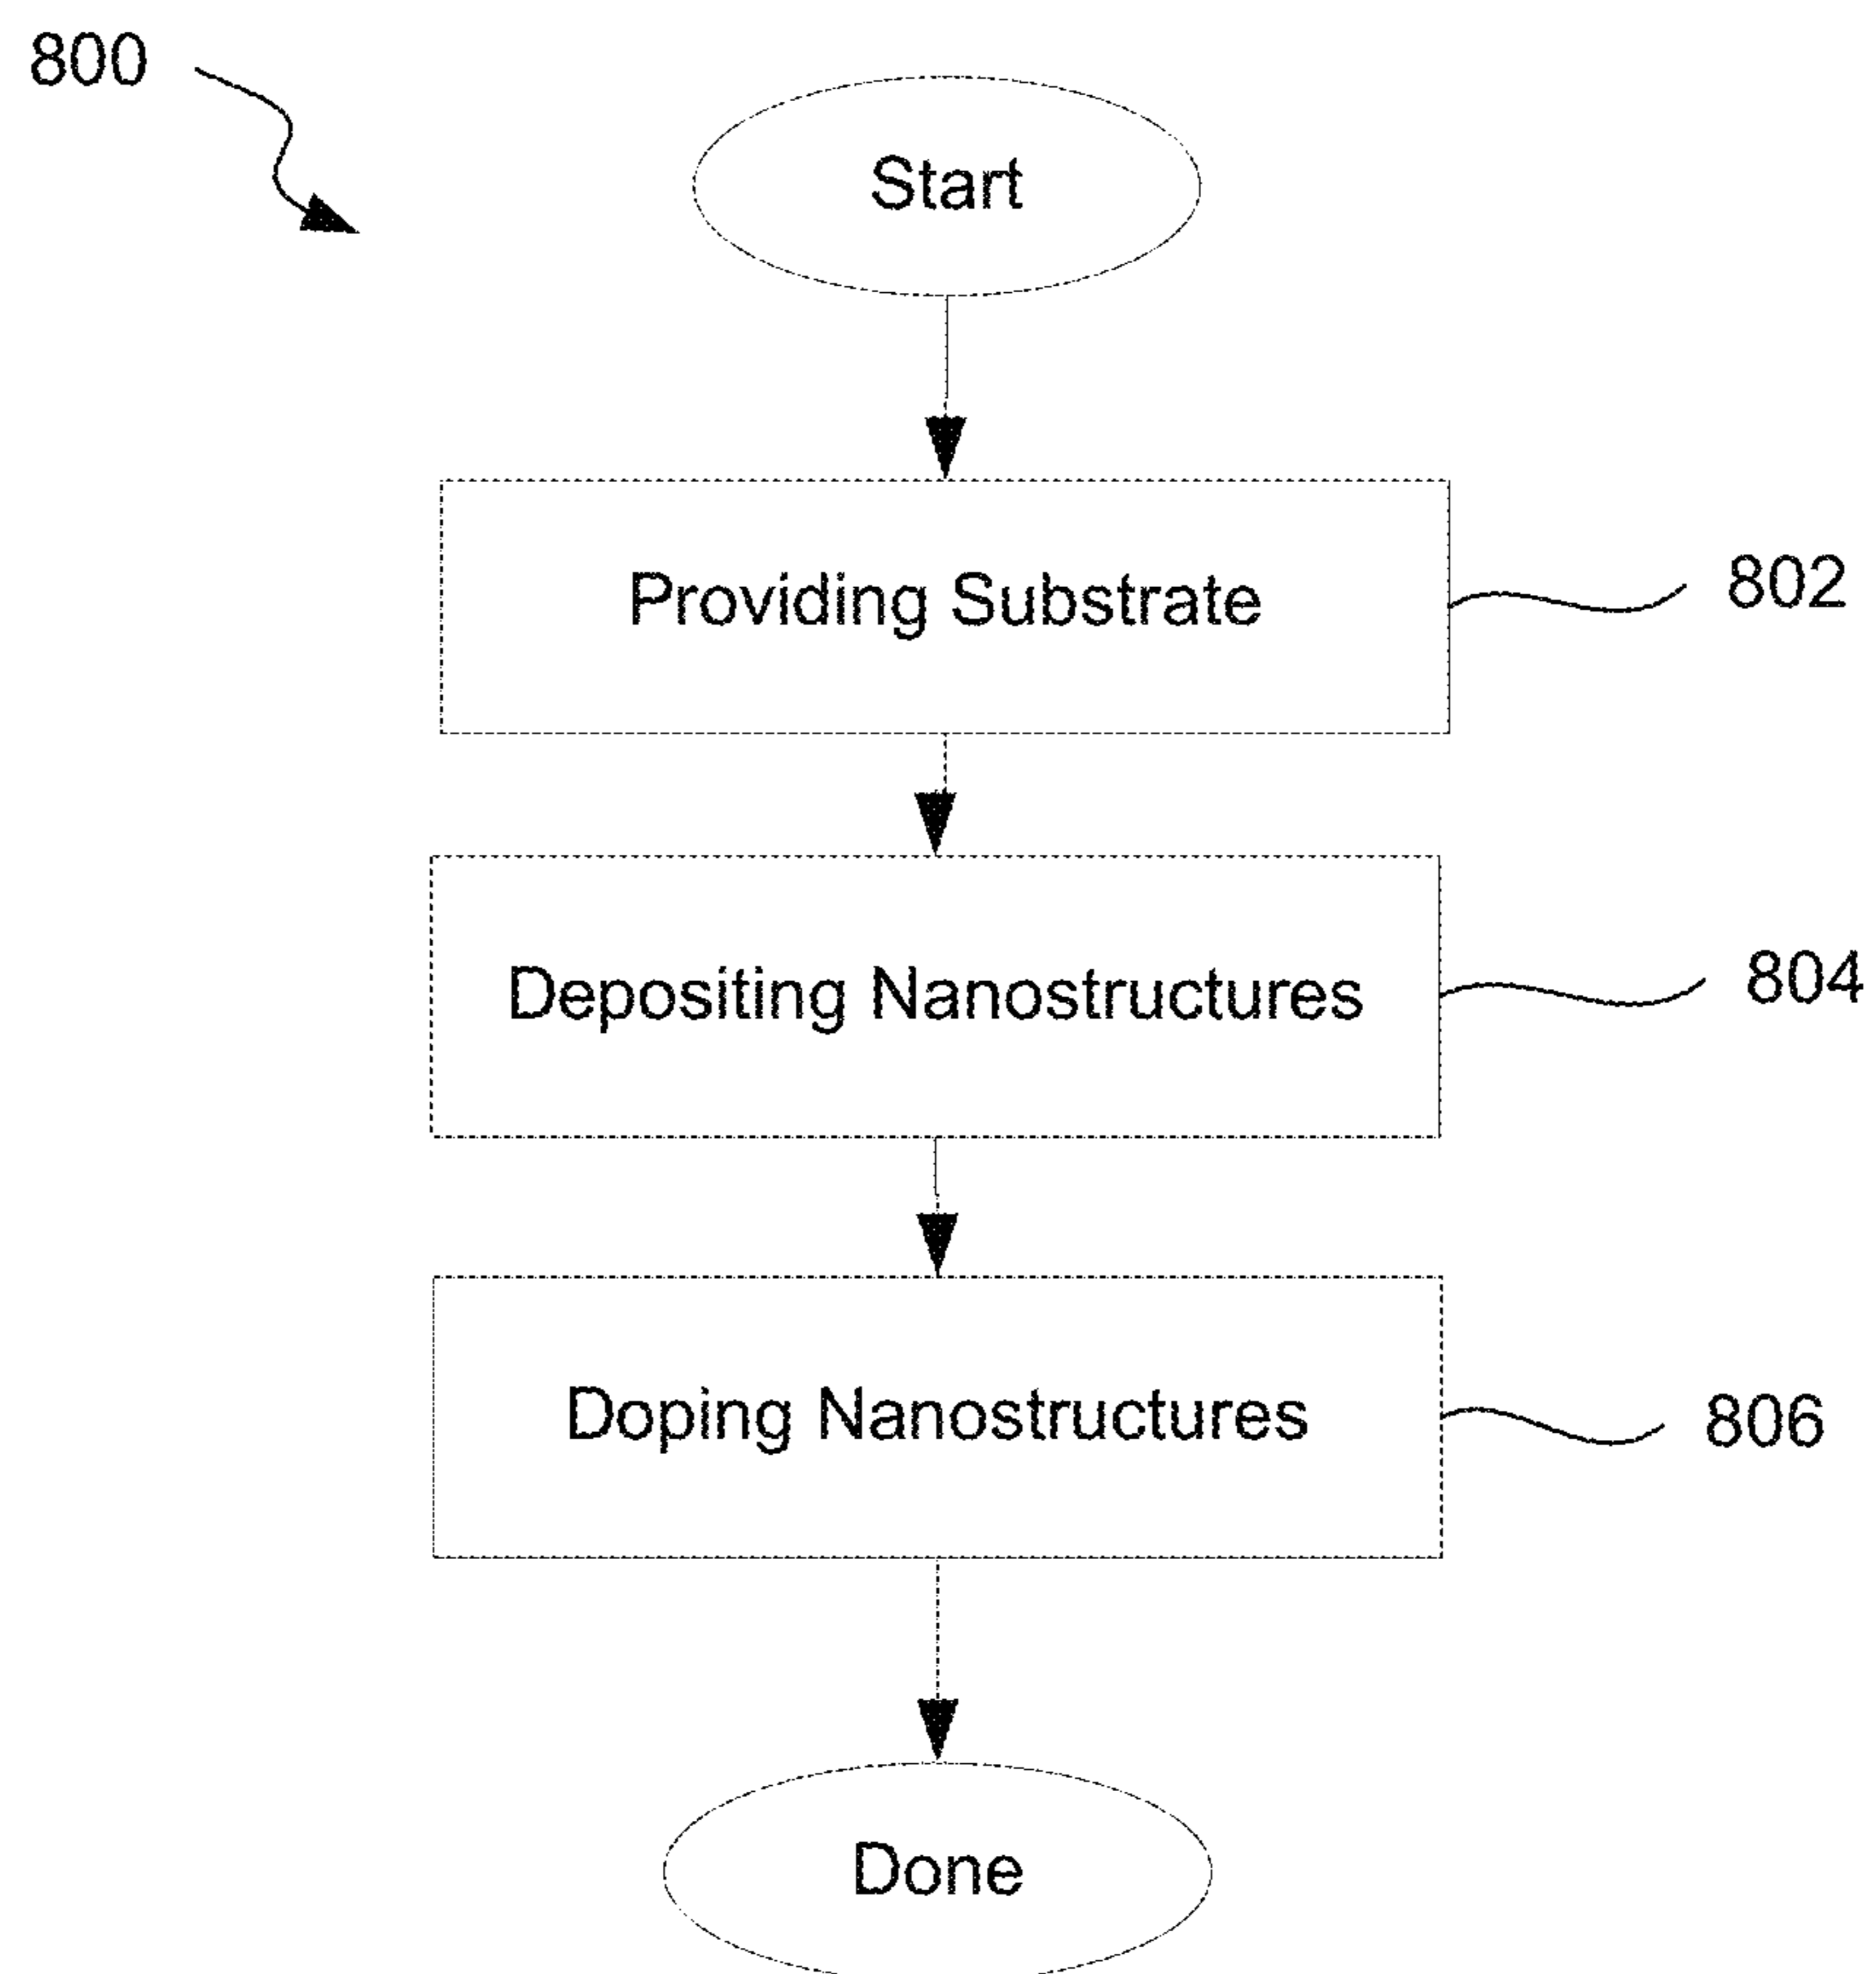 800
Start
Providing Substrate
802
Depositing Nanostructures
804
Doping Nanostructures
806
Done